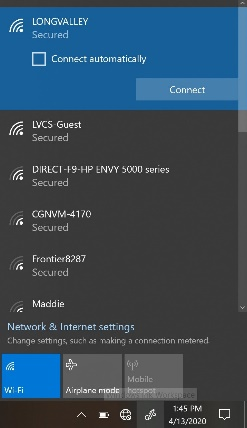 LONGVALLEY
Secured
Connect automatically
Connect
LVCS-Guest
Secured
DIRECT-F9-HP ENVY 5000 series
Secured
CGNVM-4170
Secured
Frontier8287
Secured
Maddie
Network & Internet settings
Change settings, such as making a connection metered.
Wi-Fi
Airplane mode
Mobile
hotspot
1:45 PM
4/13/2020